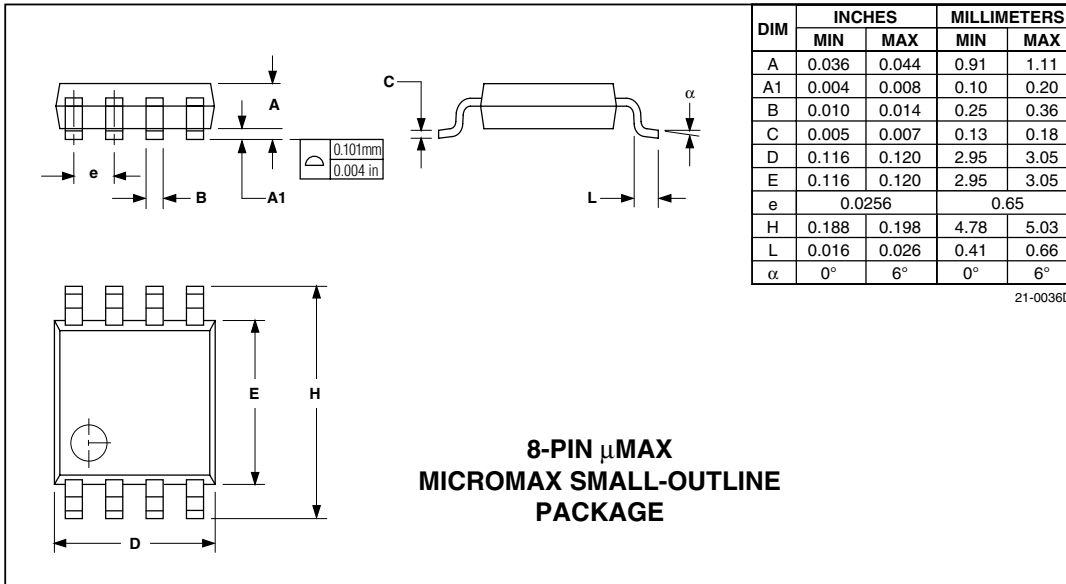 DIM INCHES MILLIMETERS
MIN MAX MIN MAX
A 0.036 0.044 0.91 1.11
A1 0.004 0.008 0.10 0.20
B 0.010 0.014 0.25 0.36
C 0.005 0.007 0.13 0.18
D 0.116 0.120 2.95 3.05
E 0.116 0.120 2.95 3.05
e 0.0256 0.65
H 0.188 0.198 4.78 5.03
L 0.016 0.026 0.41 0.66
α 0° 6° 0° 6°
21-0036D
A
e
B
A1
0.101mm
0.004 in
C
α
L
E
H
D
8-PIN μMAX
MICROMAX SMALL-OUTLINE
PACKAGE